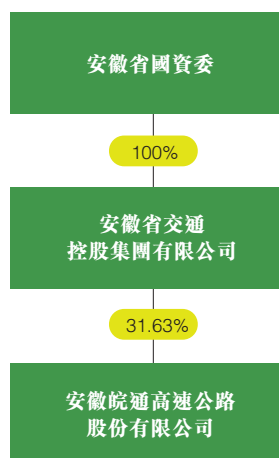 安徽省國資委
100%
安徽省交通
控股集團有限公司
31.63%
安徽皖通高速公路
股份有限公司